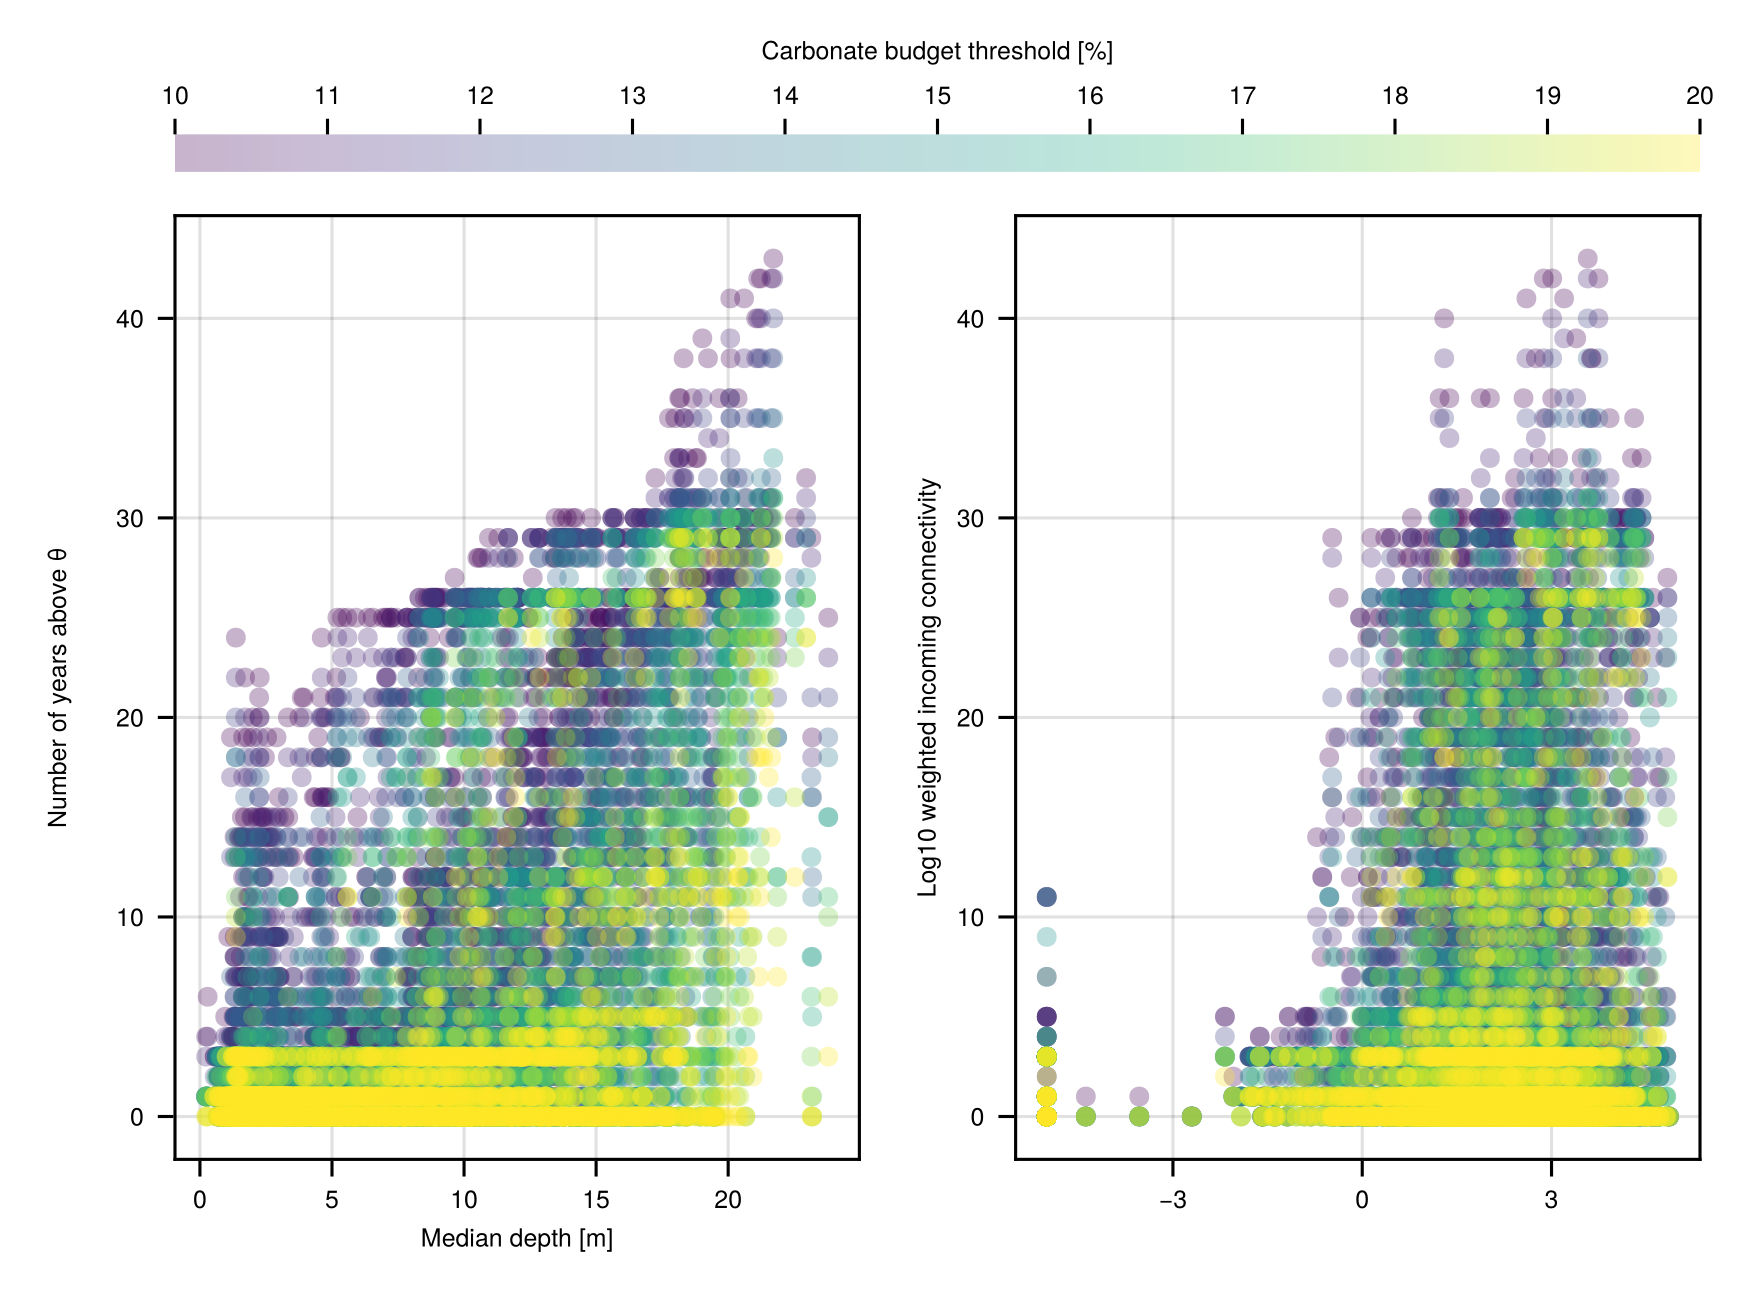 Carbonate budget threshold [%]
10 11 12 13 14 15 16 17 18 19 20
Number of years above θ
40
30
20
10
0
0 5 10 15 20
Median depth [m]
Log10 weighted incoming connectivity
40
30
20
10
0
−3 0 3